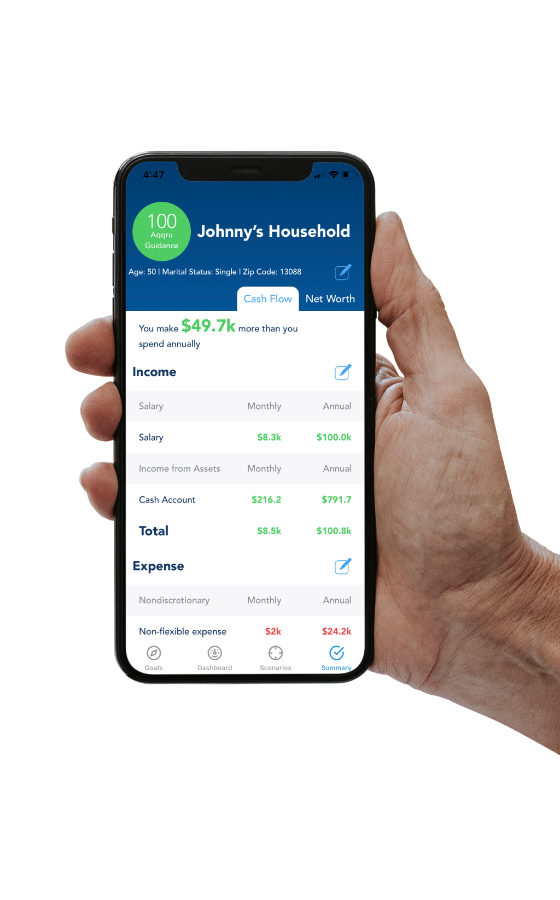 4:47
100
Aqqru
Guidance
Johnny's Household
Age: 50 | Marital Status: Single | Zip Code: 13088
Cash Flow Net Worth
You make $49.7k more than you
spend annually
Income
Salary Monthly Annual
Salary $8.3k $100.0k
Income from Assets Monthly Annual
Cash Account $216.2 $791.7
Total $8.5k $100.8k
Expense
Nondiscretionary Monthly Annual
Non-flexible expense $2k $24.2k
Goals Dashboard Scenarios Summary